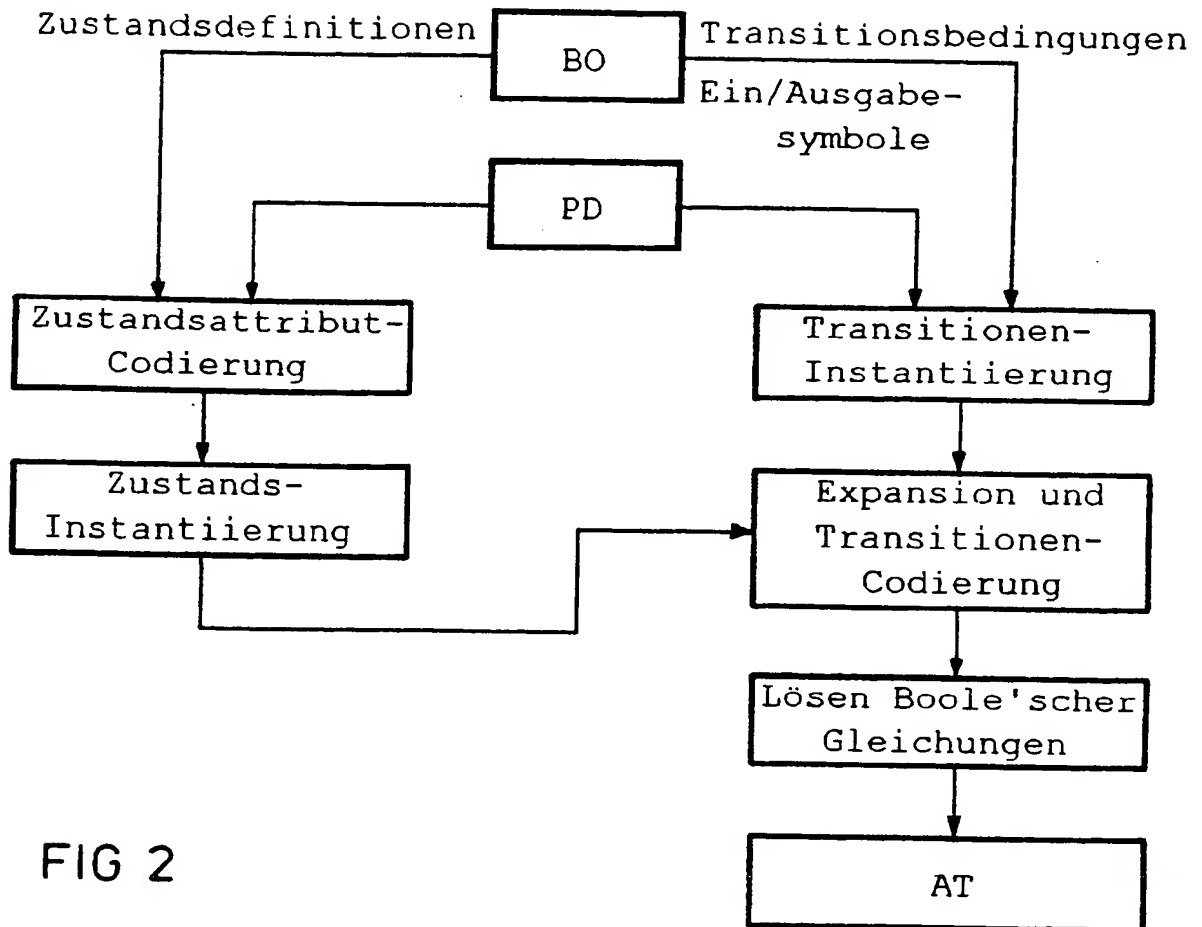 Zustandsdefinitionen
BO
Transitionsbedingungen
Ein/Ausgabe-
symbole
PD
Zustandsattribut-
Codierung
Transitionen-
Instantiierung
Zustands-
Instantiierung
Expansion und
Transitionen-
Codierung
Lösen Boole'scher
Gleichungen
AT
FIG 2